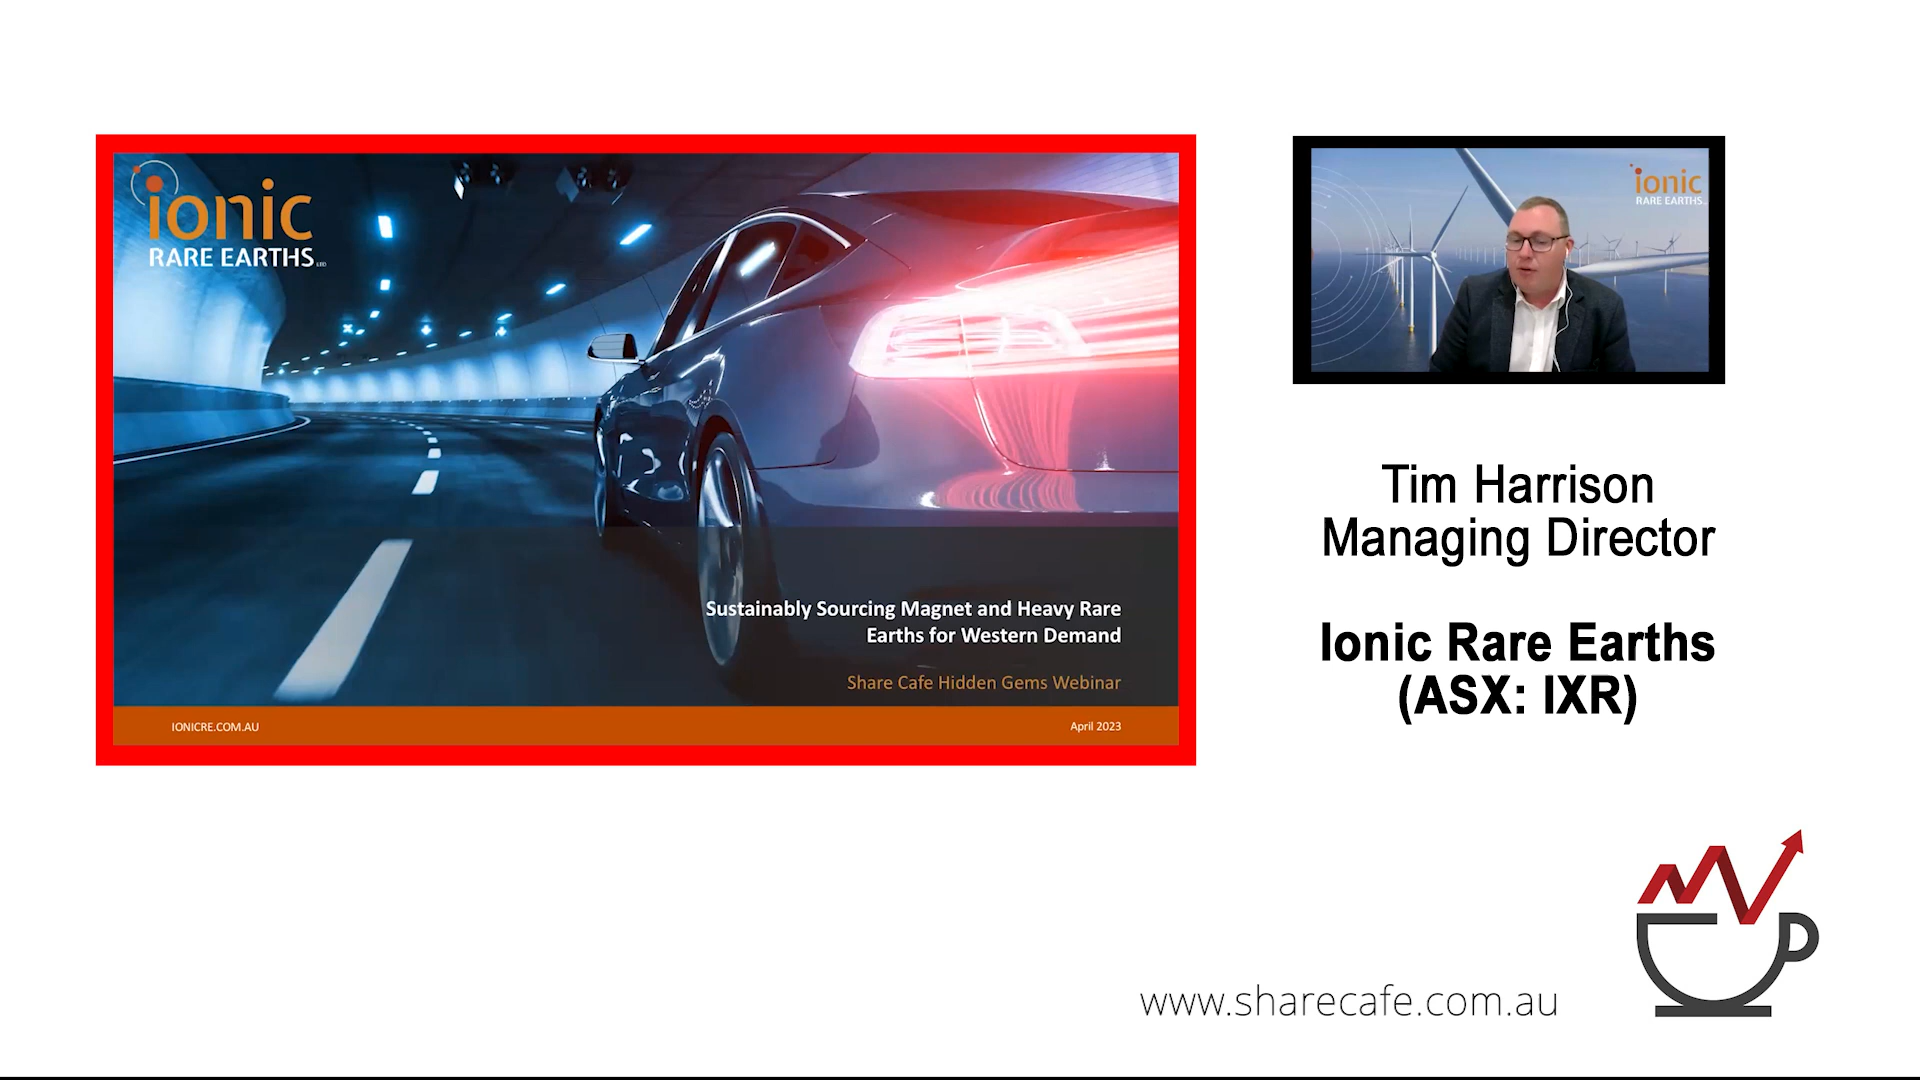 ionic
RARE EARTHS LTD
Sustainably Sourcing Magnet and Heavy Rare
Earths for Western Demand
Share Cafe Hidden Gems Webinar
IONICRE.COM.AU
April 2023
ionic
RARE EARTHS
Tim Harrison
Managing Director
Ionic Rare Earths
(ASX: IXR)
www.sharecafe.com.au